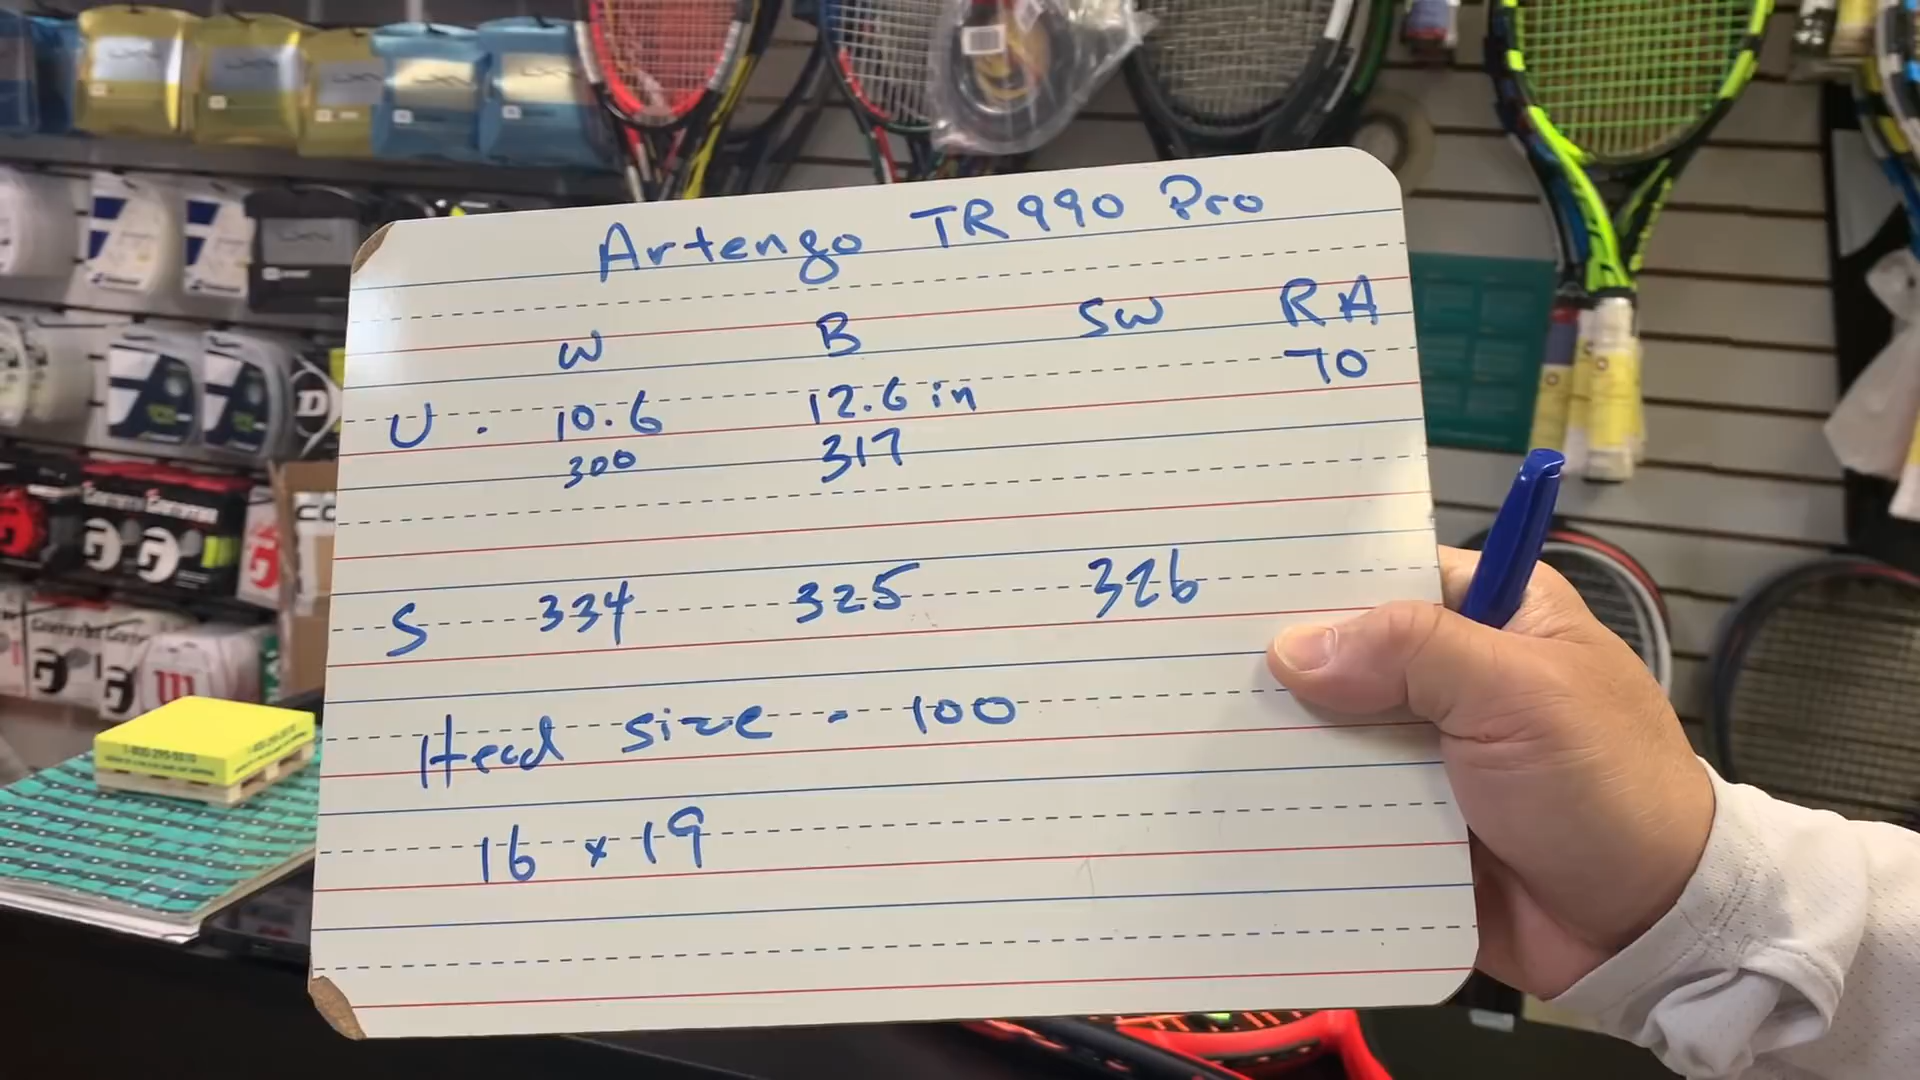 Artengo TR990 Pro
W B SW RA
U . 10.6 12.6 in 70
300 317
S 334 325 326
Head size . 100
16 x 19